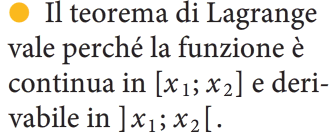 ● Il teorema di Lagrange
vale perché la funzione è
continua in [x₁; x₂] e deri-
vabile in ]x₁; x₂[.